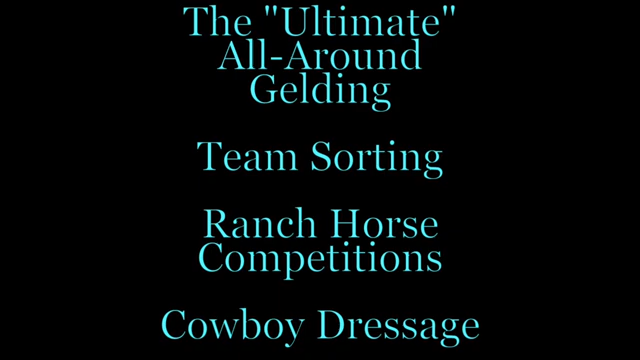 The "Ultimate"
All-Around
Gelding
Team Sorting
Ranch Horse
Competitions
Cowboy Dressage